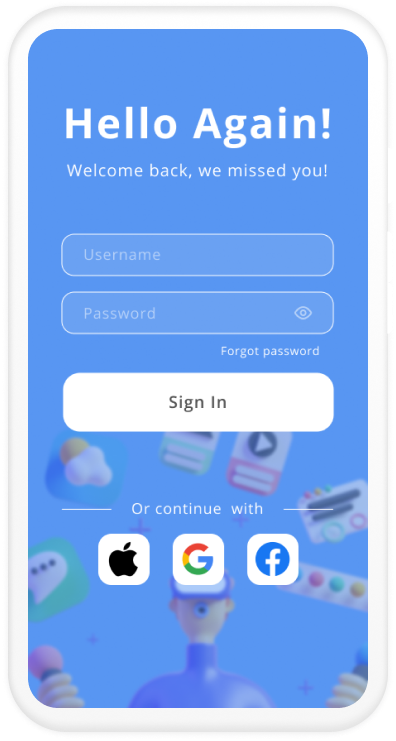 Hello Again!
Welcome back, we missed you!
Username
Password
Forgot password
Sign In
Or continue with